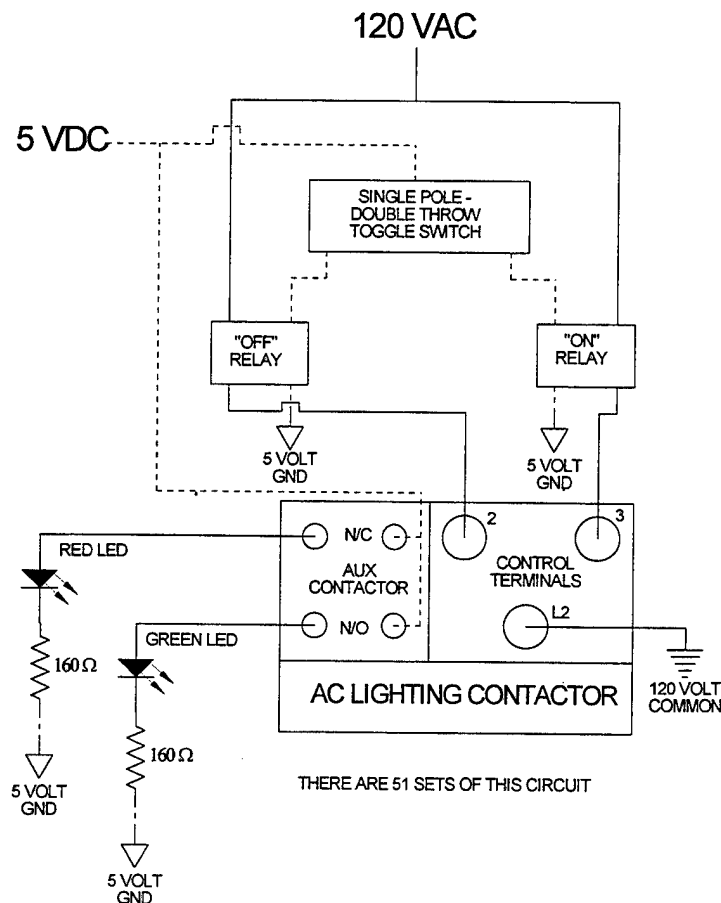 120 VAC
5 VDC
SINGLE POLE -
DOUBLE THROW
TOGGLE SWITCH
"OFF"
RELAY
"ON"
RELAY
5 VOLT
GND
5 VOLT
GND
RED LED
N/C
2
3
AUX
CONTACTOR
CONTROL
TERMINALS
GREEN LED
N/O
L2
160 Ω
AC LIGHTING CONTACTOR
120 VOLT
COMMON
160 Ω
5 VOLT
GND
THERE ARE 51 SETS OF THIS CIRCUIT
5 VOLT
GND